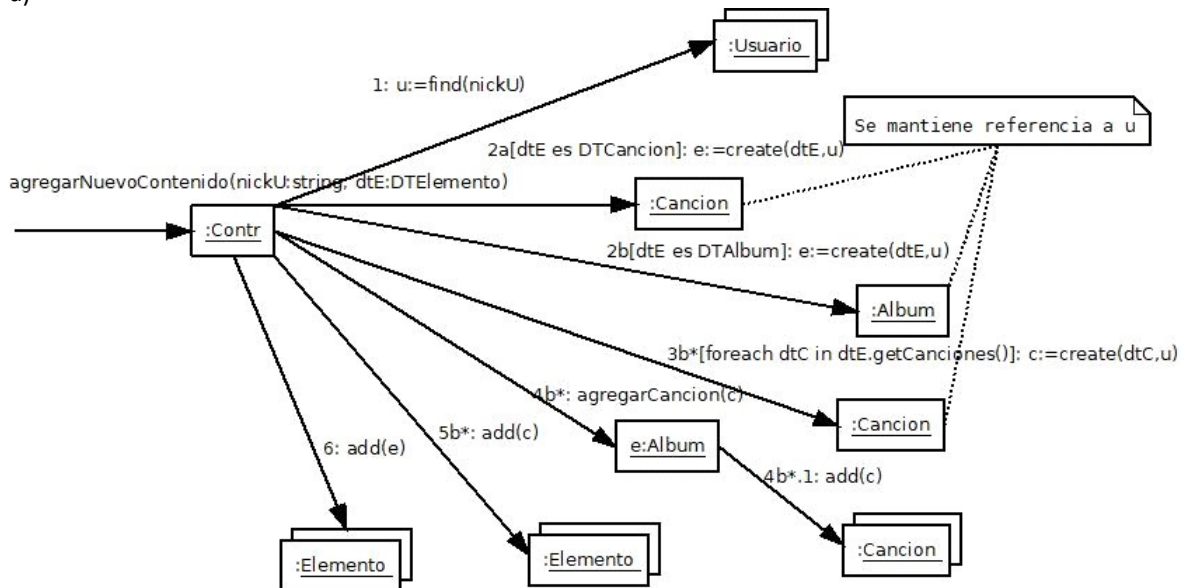 a)
:Usuario
1: u:=find(nickU)
Se mantiene referencia a u
2a[dtE es DTCancion]: e:=create(dtE,u)
agregarNuevoContenido(nickU:string, dtE:DTElemento)
:Cancion
:Contr
2b[dtE es DTAlbum]: e:=create(dtE,u)
:Album
3b*[foreach dtC in dtE.getCanciones()]: c:=create(dtC,u)
4b*: agregarCancion(c)
:Cancion
5b*: add(c)
e:Album
6: add(e)
4b*.1: add(c)
:Elemento
:Elemento
:Cancion